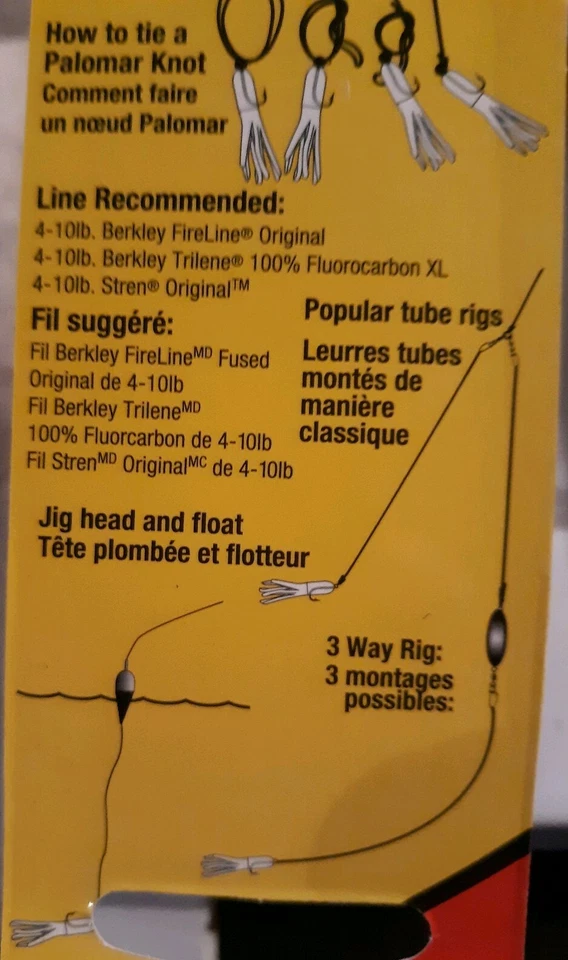 How to tie a
Palomar Knot
Comment faire
un nœud Palomar
Line Recommended:
4-10lb. Berkley FireLine® Original
4-10lb. Berkley Trilene® 100% Fluorocarbon XL
4-10lb. Stren® Original™
Fil suggéré:
Fil Berkley FireLineᴹᴰ Fused
Original de 4-10lb
Fil Berkley Trileneᴹᴰ
100% Fluorcarbon de 4-10lb
Fil Strenᴹᴰ Originalᴹᶜ de 4-10lb
Popular tube rigs
Leurres tubes
montés de
manière
classique
Jig head and float
Tête plombée et flotteur
3 Way Rig:
3 montages
possibles: